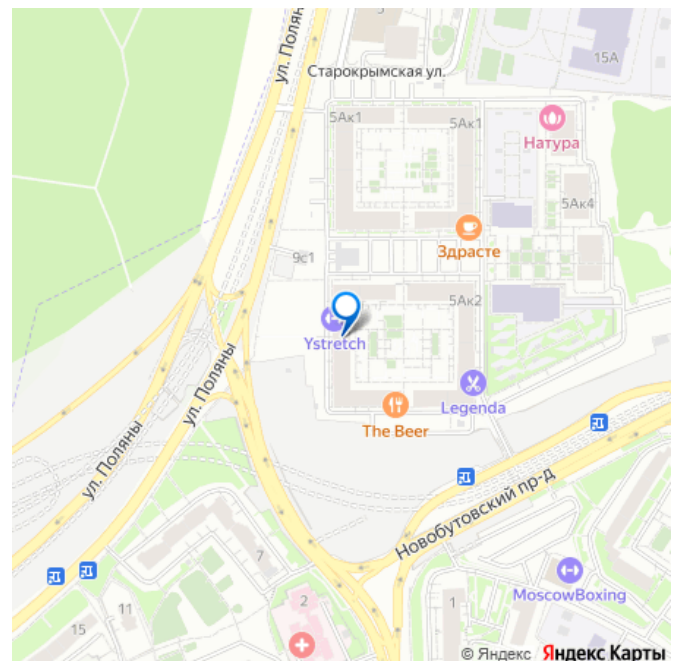 ул. Поляны
Старокрымская ул.
15А
5Ак1
5Ак1
Натура
5Ак4
Здрасте
9с1
5Ак2
Ystretch
ул. Поляны
Legenda
The Beer
ул. Поляны
Новобутовский пр-д
7
MoscowBoxing
2
1
11
15
© Яндекс Яндекс Карты